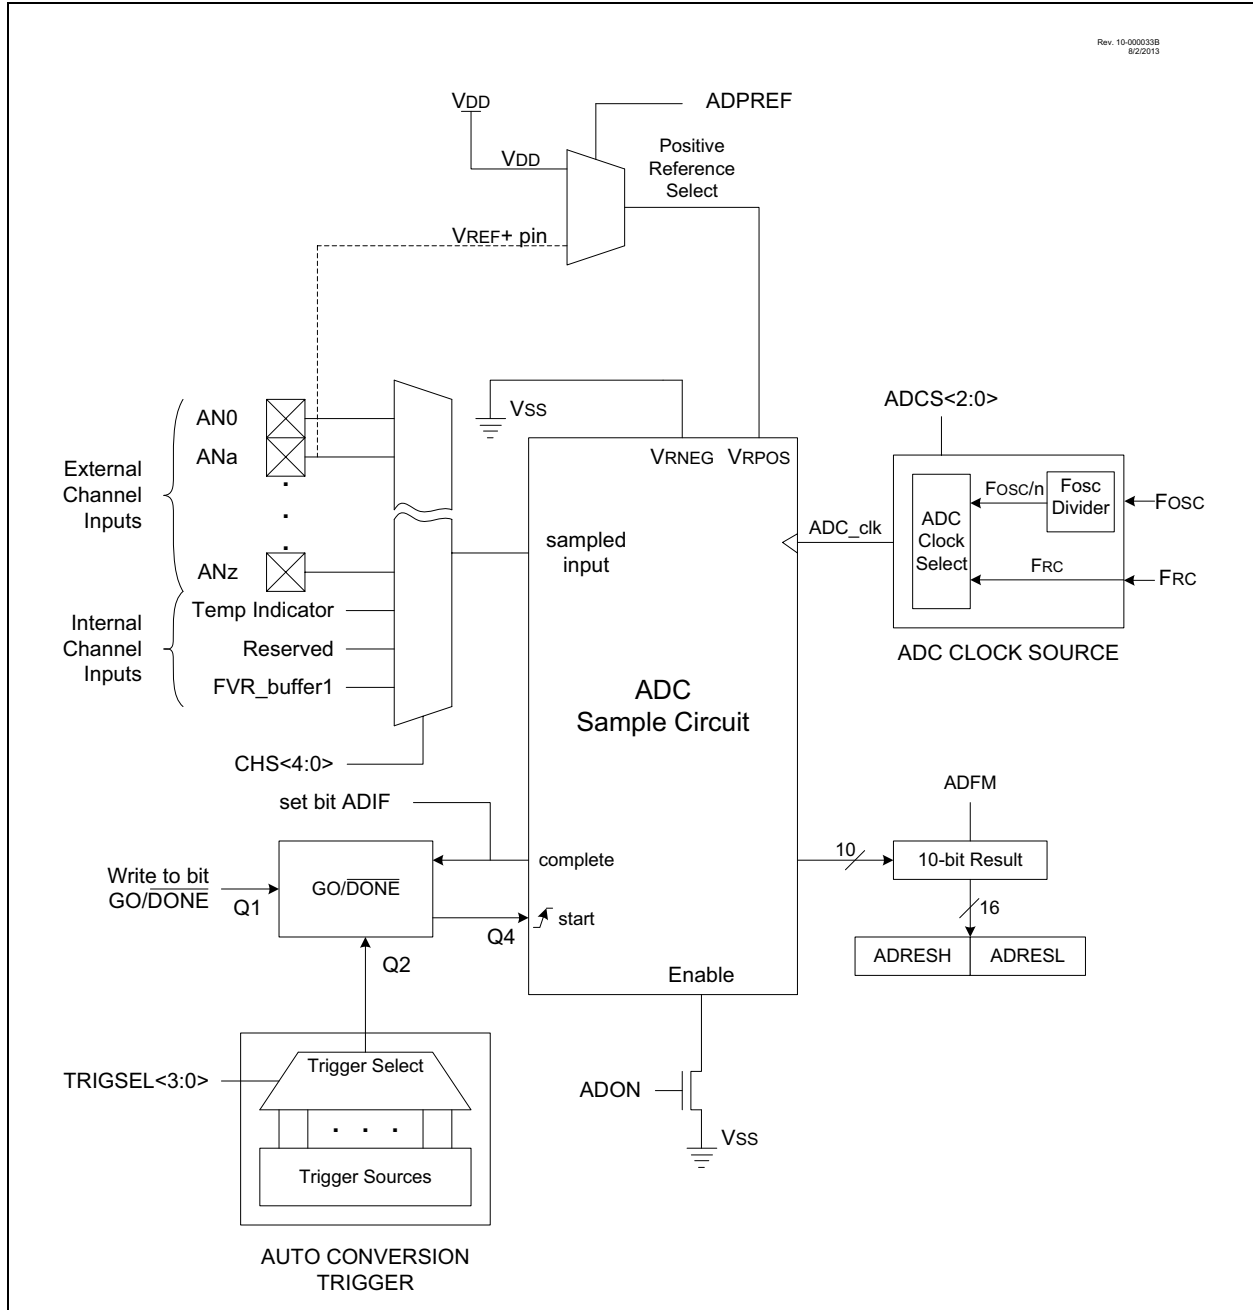 Rev. 10-000033B
8/2/2013
VDD
ADPREF
VDD
Positive
Reference
Select
VREF+ pin
VSS
ADCS<2:0>
AN0
ANa
External
Channel
Inputs
ANz
VRNEG VRPOS
sampled
input
ADC_clk
ADC
Clock
Select
FOSC/n
Fosc
Divider
FOSC
FRC
FRC
ADC CLOCK SOURCE
Internal
Channel
Inputs
Temp Indicator
Reserved
FVR_buffer1
CHS<4:0>
ADC
Sample Circuit
set bit ADIF
Write to bit
GO/DONE
Q1
GO/DONE
complete
start
Q4
Q2
Enable
ADFM
10
10-bit Result
16
ADRESH ADRESL
TRIGSEL<3:0>
Trigger Select
. . .
Trigger Sources
AUTO CONVERSION
TRIGGER
ADON
VSS